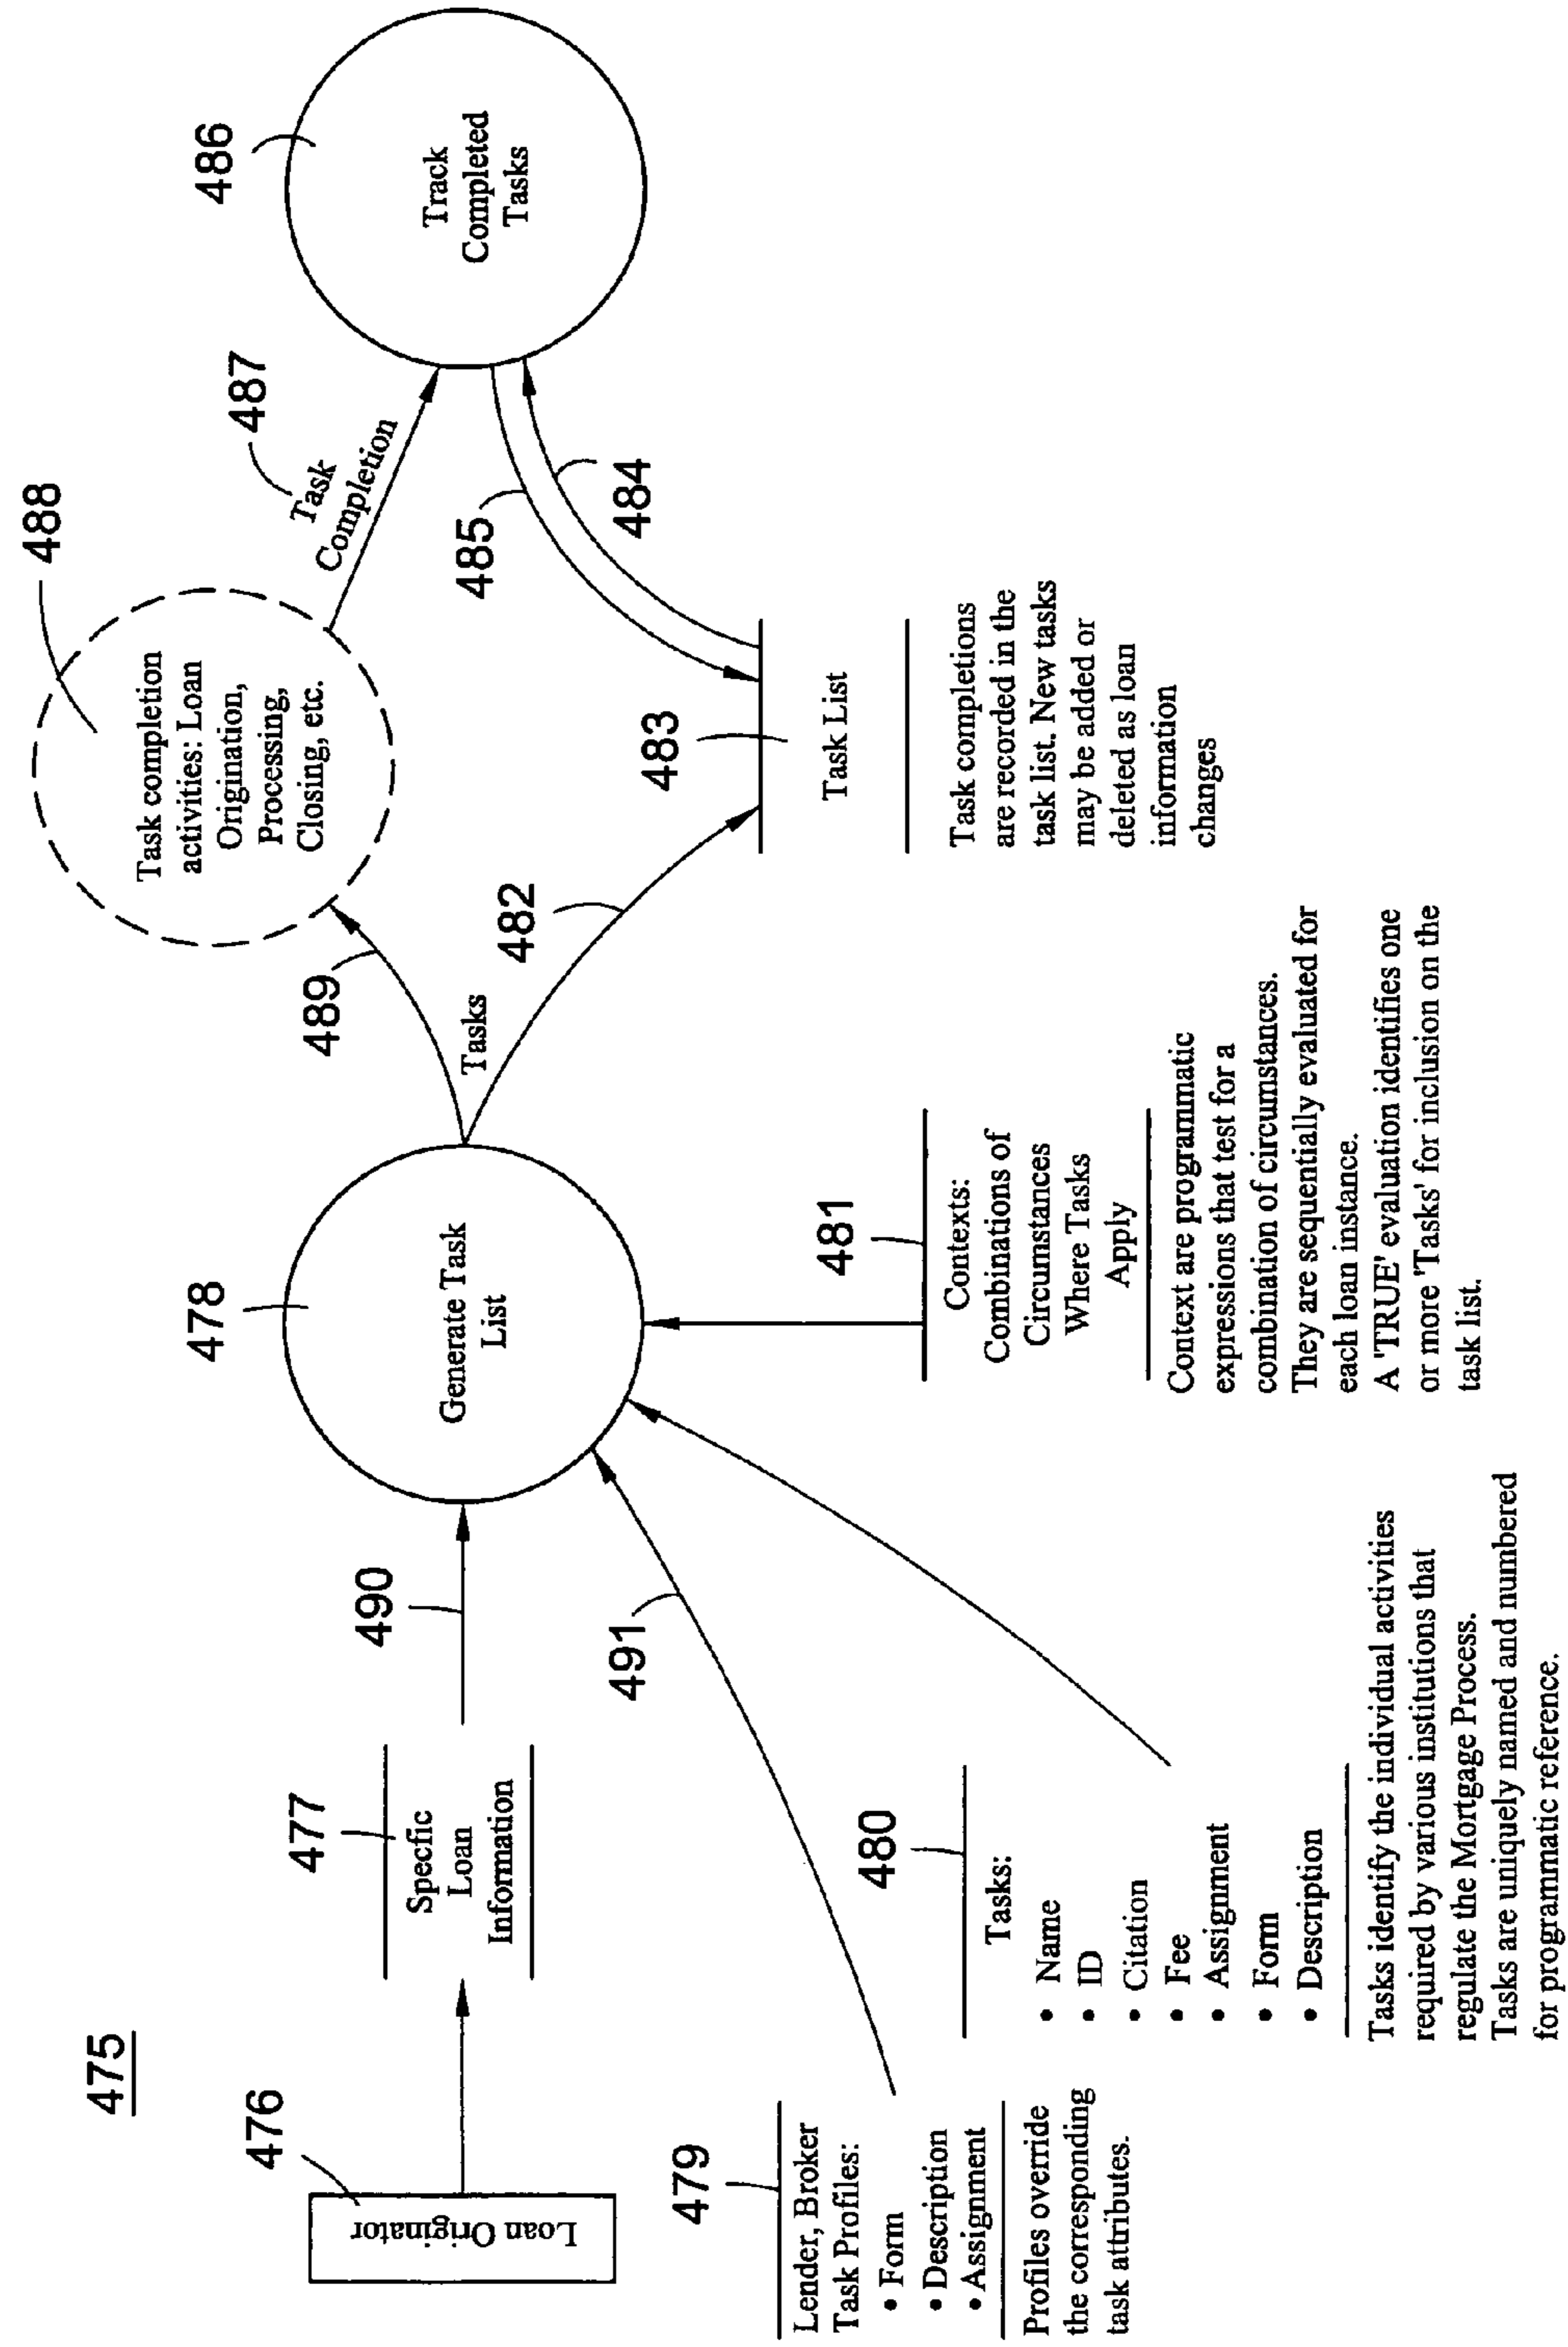 475
476
Loan Originator
477
Specfic
Loan
Information
490
478
Generate Task
List
479
Lender, Broker
Task Profiles:
• Form
• Description
• Assignment
Profiles override
the corresponding
task attributes.
491
480
Tasks:
• Name
• ID
• Citation
• Fee
• Assignment
• Form
• Description
Tasks identify the individual activities
required by various institutions that
regulate the Mortgage Process.
Tasks are uniquely named and numbered
for programmatic reference.
481
Contexts:
Combinations of
Circumstances
Where Tasks
Apply
Context are programmatic
expressions that test for a
combination of circumstances.
They are sequentially evaluated for
each loan instance.
A 'TRUE' evaluation identifies one
or more 'Tasks' for inclusion on the
task list.
Tasks
489
482
488
Task completion
activities: Loan
Origination,
Processing,
Closing, etc.
483
Task List
Task completions
are recorded in the
task list. New tasks
may be added or
deleted as loan
information
changes
487
Task
Completion
485
484
486
Track
Completed
Tasks